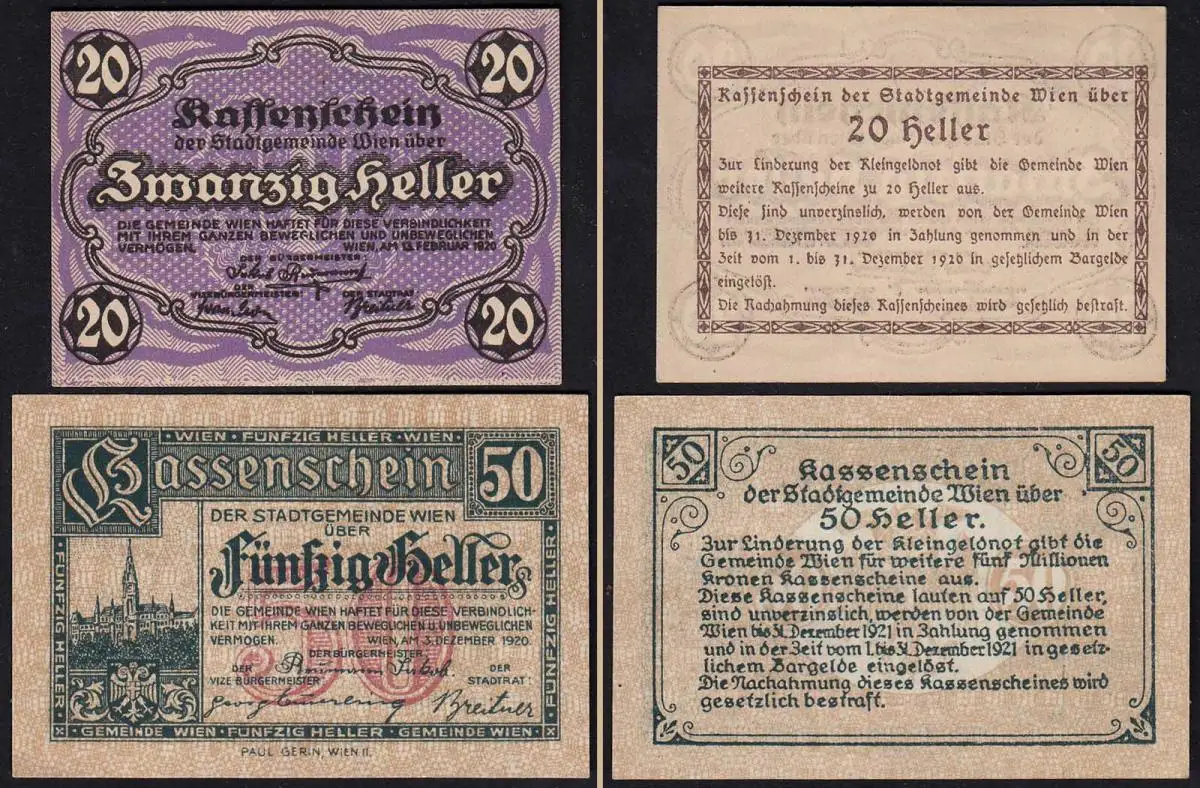 20
20
Kassenschein
der Stadtgemeinde Wien über
Zwanzig Heller
DIE GEMEINDE WIEN HAFTET FÜR DIESE VERBINDLICHKEIT
MIT IHREM GANZEN BEWEGLICHEN UND UNBEWEGLICHEN
VERMÖGEN. WIEN, AM 13. FEBRUAR 1920
DER BÜRGERMEISTER:
DER VIZEBÜRGERMEISTER: DER STADTRAT
20
20
Kassenschein der Stadtgemeinde Wien über
20 Heller
Zur Linderung der Kleingeldnot gibt die Gemeinde Wien
weitere Kassenscheine zu 20 Heller aus.
Diese sind unverzinslich, werden von der Gemeinde Wien
bis 31. Dezember 1920 in Zahlung genommen und in der
Zeit vom 1. bis 31. Dezember 1920 in gesetzlichem Bargelde
eingelöst.
Die Nachahmung dieses Kassenscheines wird gesetzlich bestraft.
WIEN · FÜNFZIG HELLER · WIEN
Kassenschein
50
DER STADTGEMEINDE WIEN
ÜBER
Fünfzig Heller
DIE GEMEINDE WIEN HAFTET FÜR DIESE VERBINDLICH-
KEIT MIT IHREM GANZEN BEWEGLICHEN U. UNBEWEGLICHEN
VERMÖGEN. WIEN, AM 3. DEZEMBER 1920.
DER BÜRGERMEISTER:
Reumann Jakob.
DER VIZEBÜRGERMEISTER: DER STADTRAT:
Breitner
50
FÜNFZIG HELLER
FÜNFZIG HELLER
GEMEINDE WIEN · FÜNFZIG HELLER · GEMEINDE WIEN
PAUL GERIN, WIEN II.
50
50
Kassenschein
der Stadtgemeinde Wien über
50 Heller.
Zur Linderung der Kleingeldnot gibt die
Gemeinde Wien für weitere fünf Millionen
Kronen Kassenscheine aus.
Diese Kassenscheine lauten auf 50 Heller,
sind unverzinslich, werden von der Gemeinde
Wien bis 31. Dezember 1921 in Zahlung genommen
und in der Zeit vom 1. bis 31. Dezember 1921 in gesetz-
lichem Bargelde eingelöst.
Die Nachahmung dieses Kassenscheines wird
gesetzlich bestraft.
50